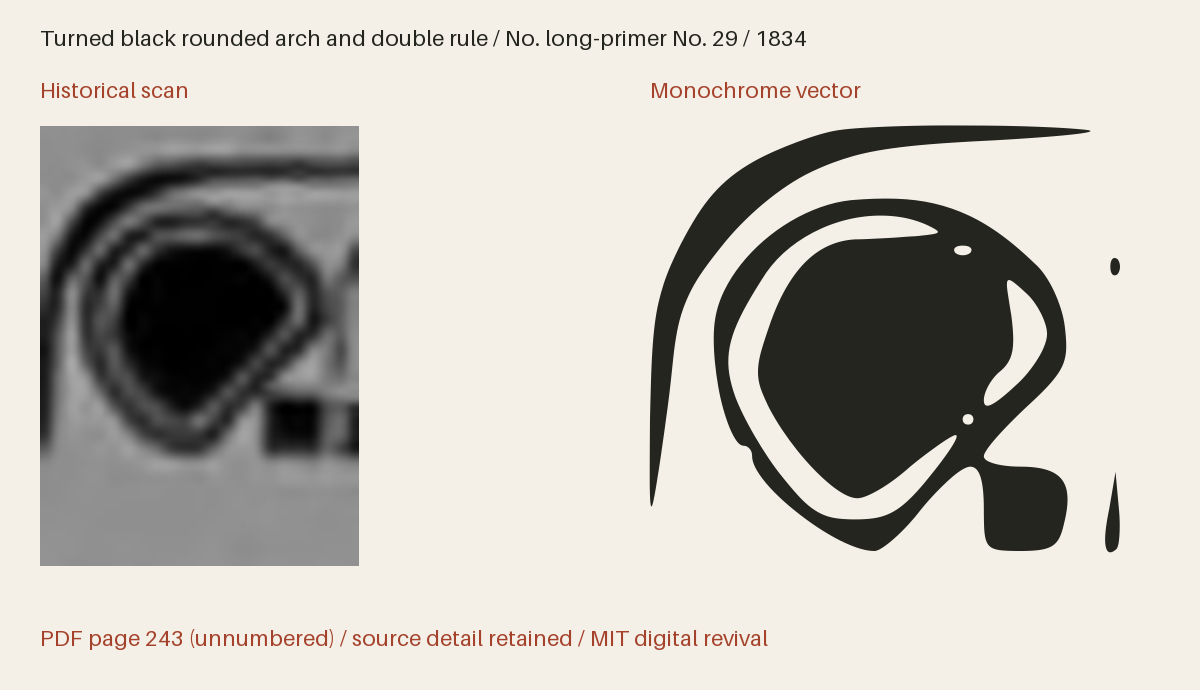 Turned black rounded arch and double rule / No. long-primer No. 29 / 1834
Historical scan
Monochrome vector
PDF page 243 (unnumbered) / source detail retained / MIT digital revival